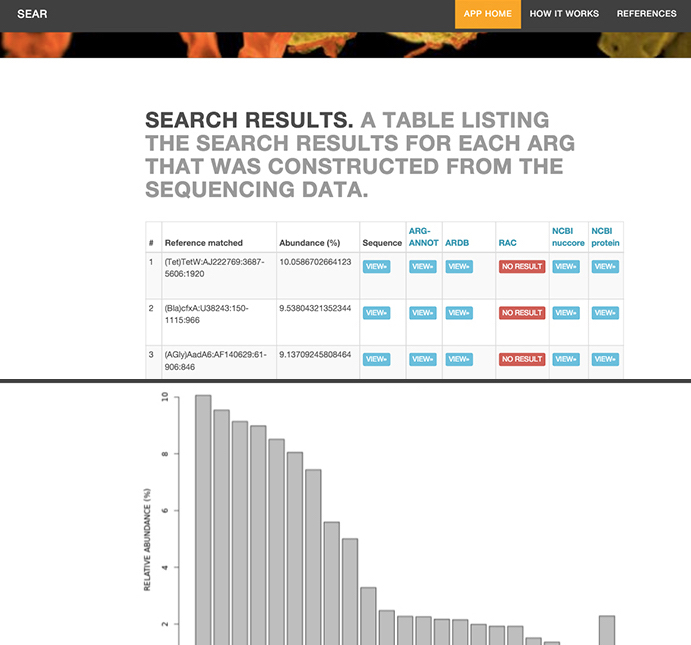 SEAR
APP HOME
HOW IT WORKS
REFERENCES
SEARCH RESULTS. A TABLE LISTING
THE SEARCH RESULTS FOR EACH ARG
THAT WAS CONSTRUCTED FROM THE
SEQUENCING DATA.
# Reference matched Abundance (%) Sequence ARG-ANNOT ARDB RAC NCBI nuccore NCBI protein
1 (Tet)TetW:AJ222769:3687-5606:1920 10.0586702664123 VIEW» VIEW» VIEW» NO RESULT VIEW» VIEW»
2 (Bla)cfxA:U38243:150-1115:966 9.53804321352344 VIEW» VIEW» VIEW» NO RESULT VIEW» VIEW»
3 (AGly)AadA6:AF140629:61-906:846 9.13709245808464 VIEW» VIEW» VIEW» NO RESULT VIEW» VIEW»
RELATIVE ABUNDANCE (%)
10
8
6
4
2